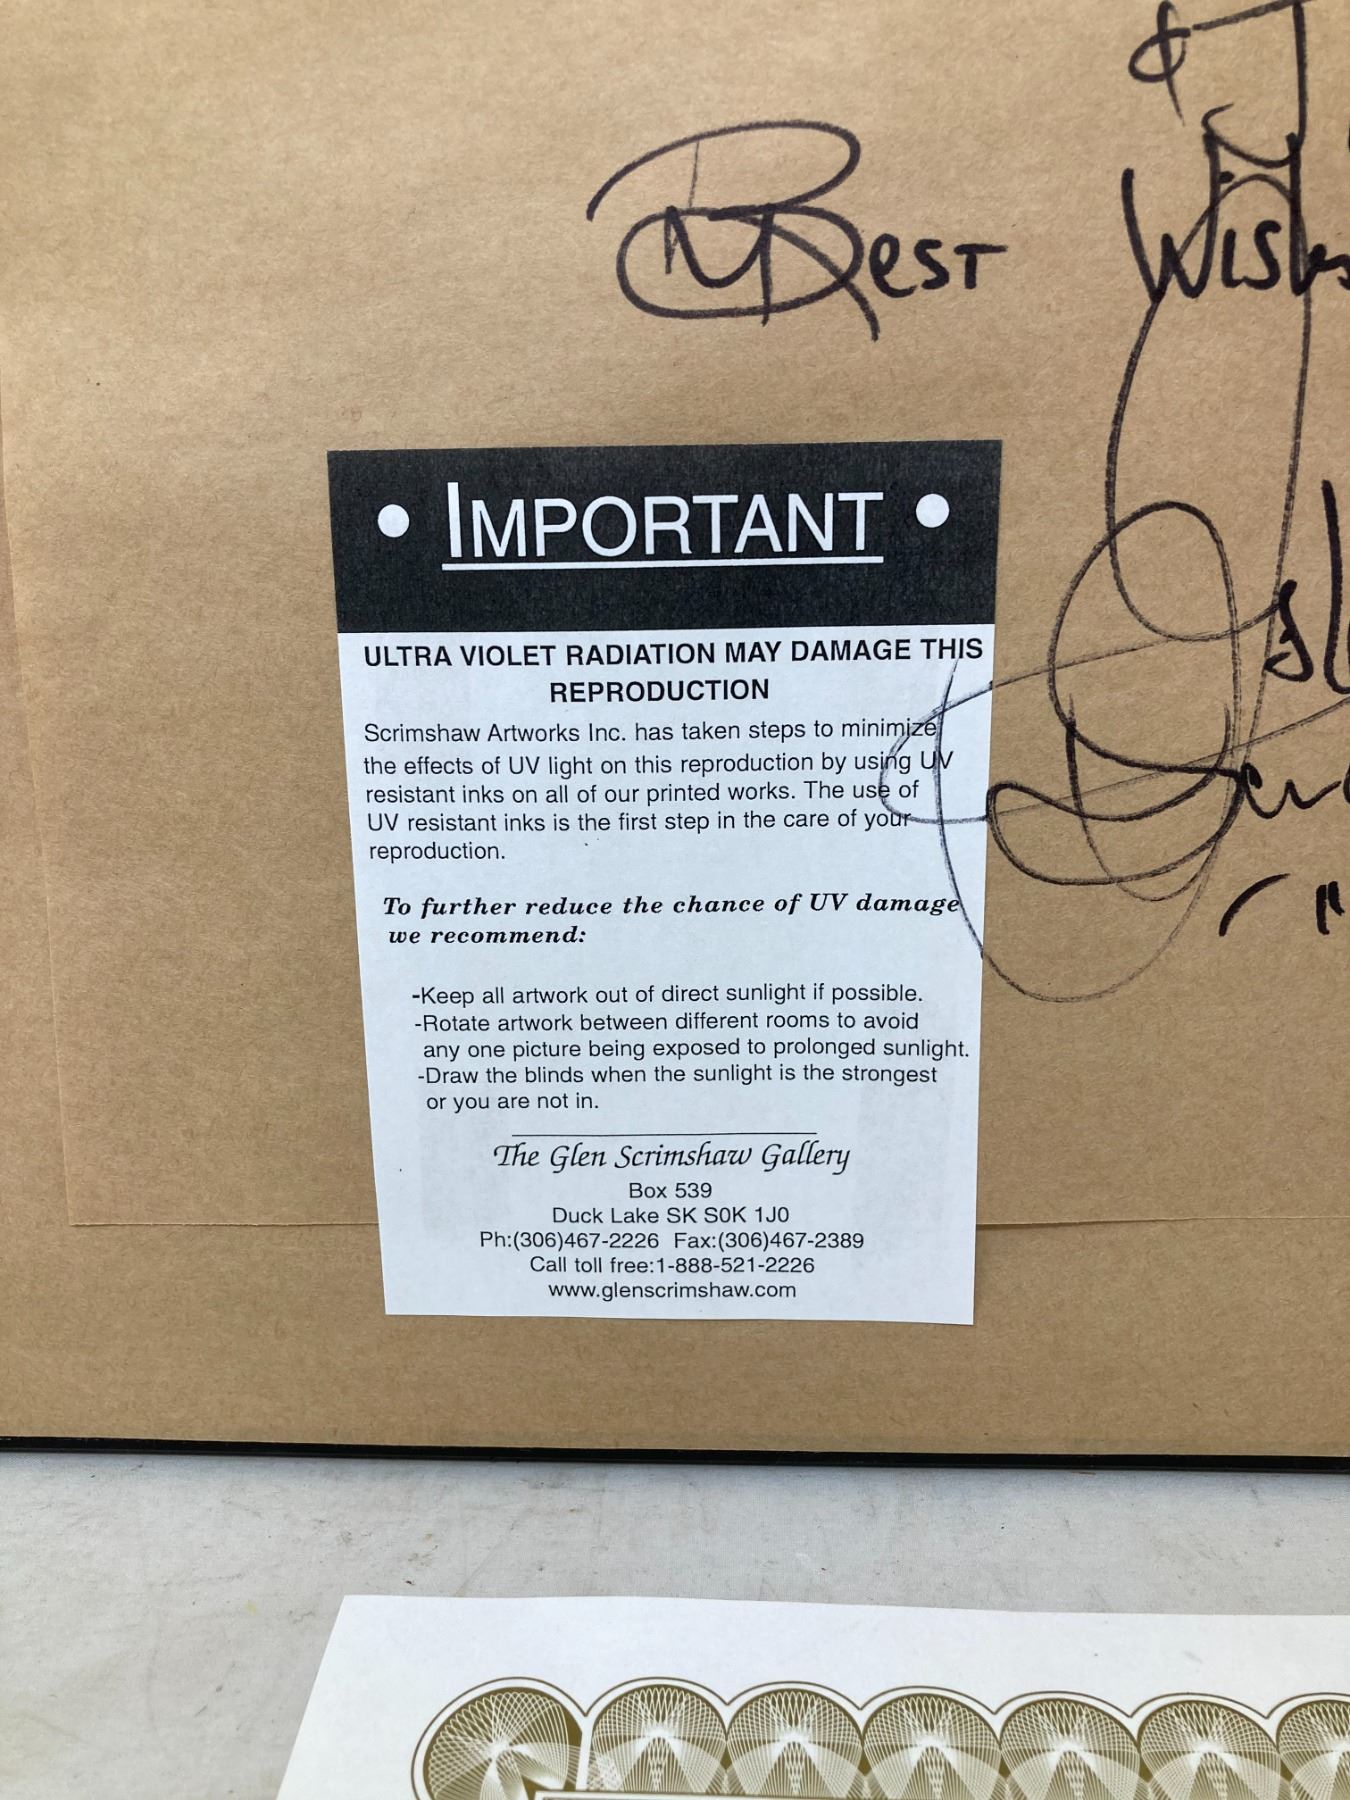 BEST WISHES
• IMPORTANT •
ULTRA VIOLET RADIATION MAY DAMAGE THIS
REPRODUCTION
Scrimshaw Artworks Inc. has taken steps to minimize
the effects of UV light on this reproduction by using UV
resistant inks on all of our printed works. The use of
UV resistant inks is the first step in the care of your
reproduction.
To further reduce the chance of UV damage
we recommend:
-Keep all artwork out of direct sunlight if possible.
-Rotate artwork between different rooms to avoid
any one picture being exposed to prolonged sunlight.
-Draw the blinds when the sunlight is the strongest
or you are not in.
The Glen Scrimshaw Gallery
Box 539
Duck Lake SK S0K 1J0
Ph:(306)467-2226 Fax:(306)467-2389
Call toll free:1-888-521-2226
www.glenscrimshaw.com